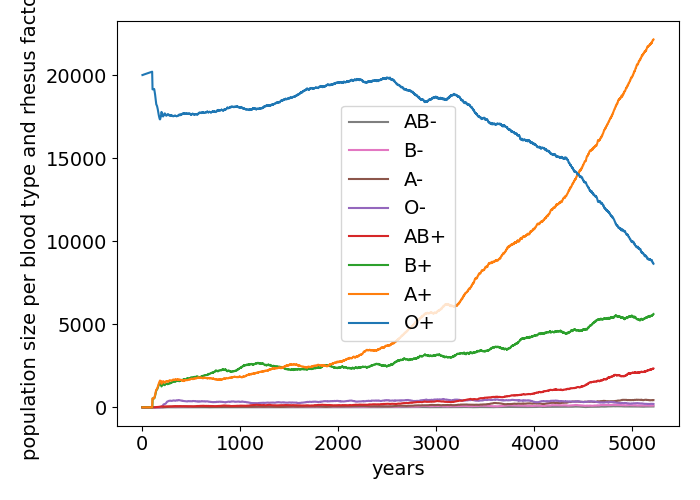 population size per blood type and rhesus facto
20000
15000
10000
5000
0
AB-
B-
A-
O-
AB+
B+
A+
O+
0 1000 2000 3000 4000 5000
years